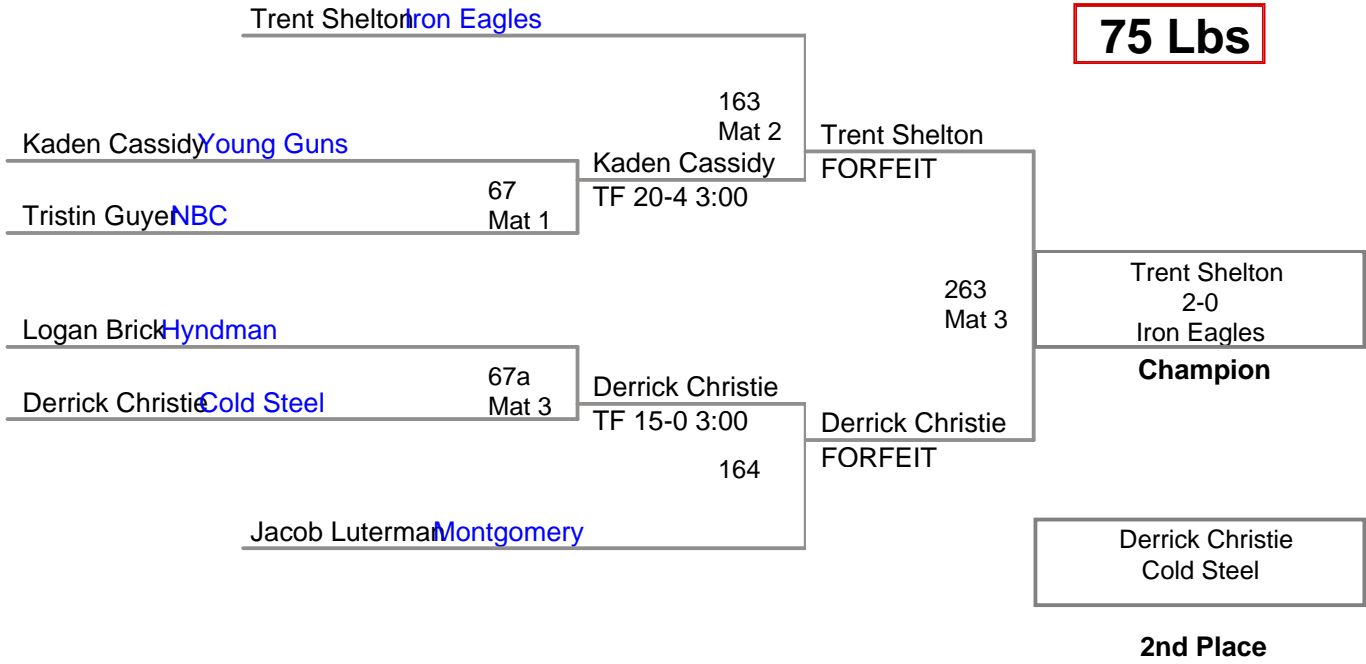 Trent Shelton Iron Eagles
75 Lbs
163
Mat 2
Kaden Cassidy Young Guns
Trent Shelton
FORFEIT
Kaden Cassidy
TF 20-4 3:00
67
Mat 1
Tristin Guyer NBC
Trent Shelton
2-0
Iron Eagles
Champion
263
Mat 3
Logan Brick Hyndman
67a
Mat 3
Derrick Christie Cold Steel
Derrick Christie
TF 15-0 3:00
Derrick Christie
FORFEIT
164
Jacob Luterman Montgomery
Derrick Christie
Cold Steel
2nd Place